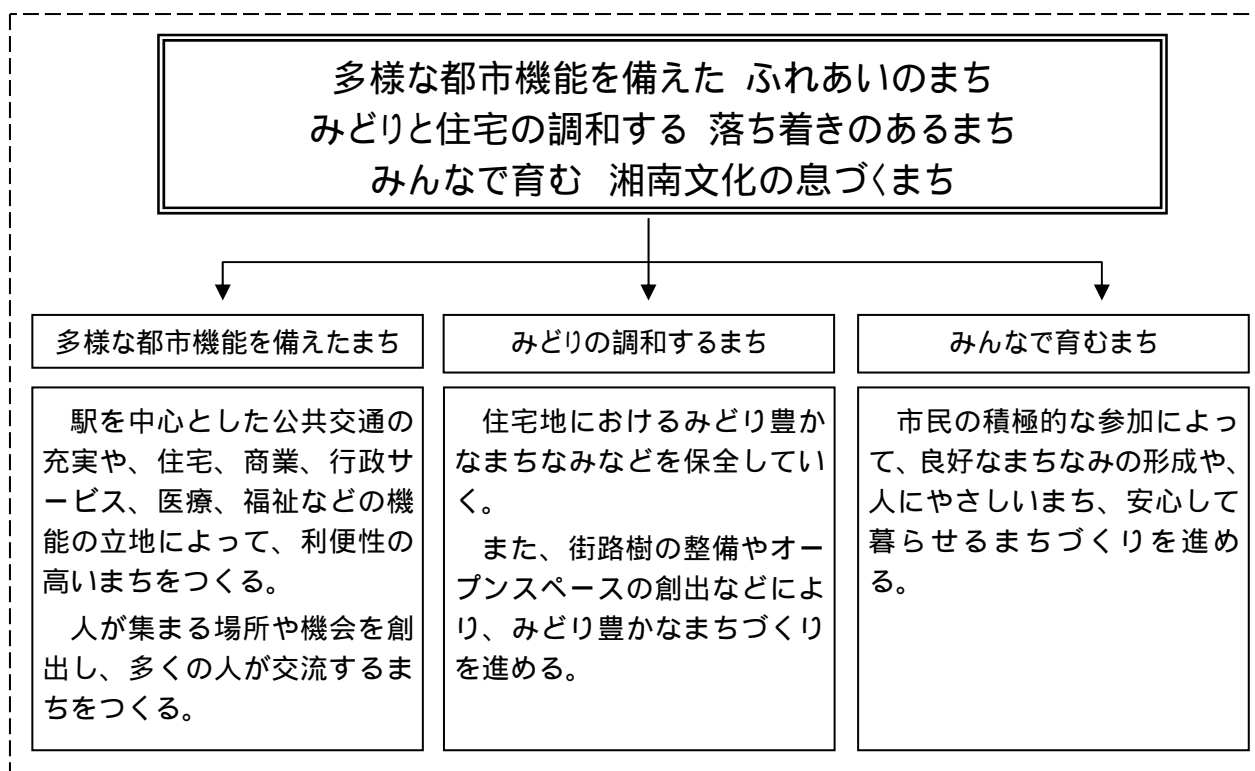 多様な都市機能を備えた ふれあいのまち
みどりと住宅の調和する 落ち着きのあるまち
みんなで育む 湘南文化の息づくまち
多様な都市機能を備えたまち
駅を中心とした公共交通の
充実や、住宅、商業、行政サ
ービス、医療、福祉などの機
能の立地によって、利便性の
高いまちをつくる。
人が集まる場所や機会を創
出し、多くの人が交流するま
ちをつくる。
みどりの調和するまち
住宅地におけるみどり豊か
なまちなみなどを保全してい
く。
また、街路樹の整備やオー
プンスペースの創出などによ
り、みどり豊かなまちづくり
を進める。
みんなで育むまち
市民の積極的な参加によっ
て、良好なまちなみの形成や、
人にやさしいまち、安心して
暮らせるまちづくりを進め
る。